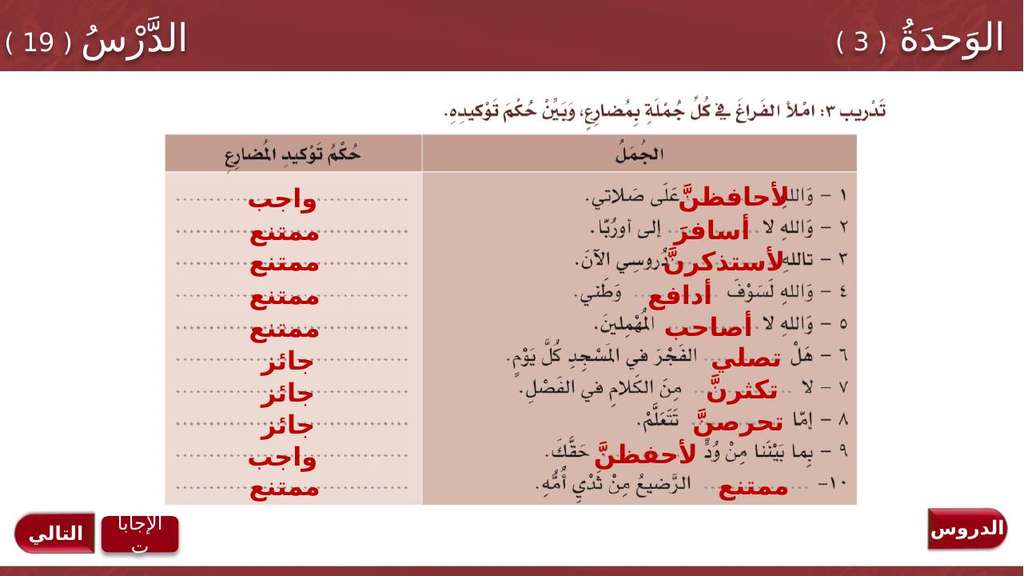 الوَحدَةُ ( 3 )
الدَّرْسُ ( 19 )
تَدْريب ٣: امْلأ الفَراغَ في كُلِّ جُمْلَةٍ بِمُضارِعٍ، وَبَيِّنْ حُكْمَ تَوْكيدِهِ.
الجُمَلُ حُكْمُ تَوْكيدِ المُضارِعِ
١ – وَاللهِ لأحافظنَّ عَلَى صَلاتي. واجب
٢ – وَاللهِ لا أسافرَ إلى أورُبّا. ممتنع
٣ – تاللهِ لأستذكرنَّ دُروسِي الآنَ. ممتنع
٤ – وَاللهِ لَسَوْفَ أدافع وَطَني. ممتنع
٥ – وَاللهِ لا أصاحب المُهْمِلينَ. ممتنع
٦ – هَلْ تصلي الفَجْرَ في المَسْجِدِ كُلَّ يَوْمٍ. جائز
٧ – لا تكثرنَّ مِنَ الكَلامِ في الفَصْلِ. جائز
٨ – إمّا تحرصنَّ تَتَعَلَّمْ. جائز
٩ – بِما بَيْنَنا مِنْ وُدٍّ لأحفظنَّ حَقَّكَ. واجب
١٠– ممتنع الرَّضيعُ مِنْ ثَدْيِ أُمُّهِ. ممتنع
الدروس
الإجابات
التالي